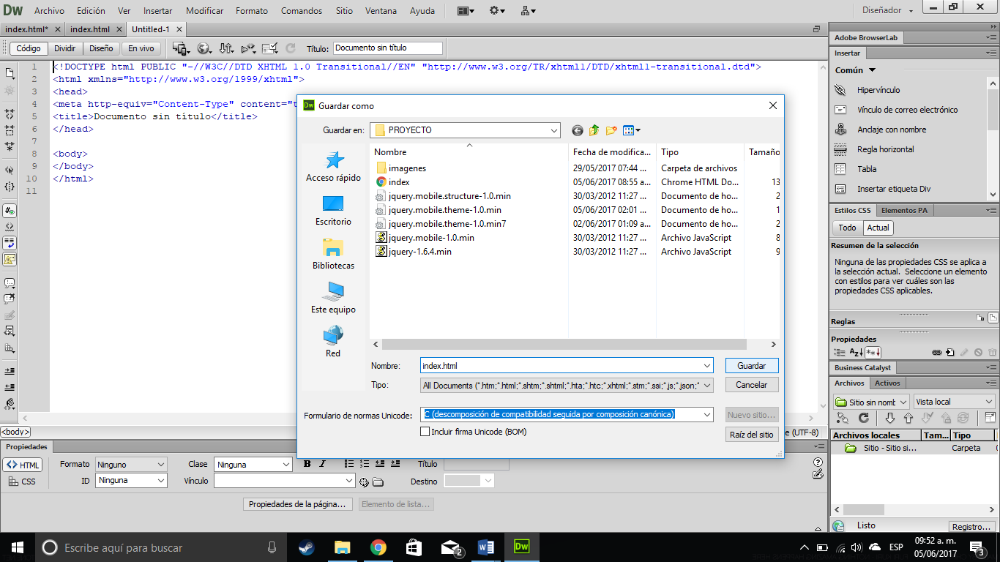 Dw Archivo Edición Ver Insertar Modificar Formato Comandos Sitio Ventana Ayuda Diseñador
index.html* index.html Untitled-1
Código Dividir Diseño En vivo Título: Documento sin título
1 <!DOCTYPE html PUBLIC "-//W3C//DTD XHTML 1.0 Transitional//EN" "http://www.w3.org/TR/xhtml1/DTD/xhtml1-transitional.dtd">
2 <html xmlns="http://www.w3.org/1999/xhtml">
3 <head>
4 <meta http-equiv="Content-Type" content="t
5 <title>Documento sin título</title>
6 </head>
7
8 <body>
9 </body>
10 </html>
11
Dw Guardar como
Guardar en: PROYECTO
Acceso rápido
Escritorio
Bibliotecas
Este equipo
Red
Nombre Fecha de modifica... Tipo Tamaño
imagenes 29/05/2017 07:44 ... Carpeta de archivos
index 05/06/2017 08:55 a... Chrome HTML Do... 13
jquery.mobile.structure-1.0.min 30/03/2012 11:27 ... Documento de ho... 2
jquery.mobile.theme-1.0.min 05/06/2017 02:01 ... Documento de ho... 1
jquery.mobile.theme-1.0.min7 02/06/2017 01:09 a... Documento de ho... 2
jquery.mobile-1.0.min 30/03/2012 11:27 ... Archivo JavaScript 8
jquery-1.6.4.min 30/03/2012 11:27 ... Archivo JavaScript 9
Nombre: index.html Guardar
Tipo: All Documents (*.htm;*.html;*.shtm;*.shtml;*.hta;*.htc;*.xhtml;*.stm;*.ssi;*.js;*.json;* Cancelar
Formulario de normas Unicode: C (descomposición de compatibilidad seguida por composición canónica) Nuevo sitio...
Incluir firma Unicode (BOM) Raíz del sitio
<body> e (UTF-8)
Propiedades
<> HTML Formato Ninguno Clase Ninguna B I Título
CSS ID Ninguna Vínculo Destino
Propiedades de la página... Elemento de lista...
Adobe BrowserLab
Insertar
Común
Hipervínculo
Vínculo de correo electrónico
Anclaje con nombre
Regla horizontal
Tabla
Insertar etiqueta Div
Estilos CSS Elementos PA
Todo Actual
Resumen de la selección
Ninguna de las propiedades CSS se aplica a
la selección actual. Seleccione un elemento
con estilos para ver cuáles son las
propiedades CSS aplicables.
Reglas
Propiedades
Az
Business Catalyst
Archivos Activos
Sitio sin nomb Vista local
Archivos locales Tam... Tipo
Sitio - Sitio si... Carpeta
Listo Registro...
Escribe aquí para buscar 2 Dw ESP 09:52 a. m.
05/06/2017 3